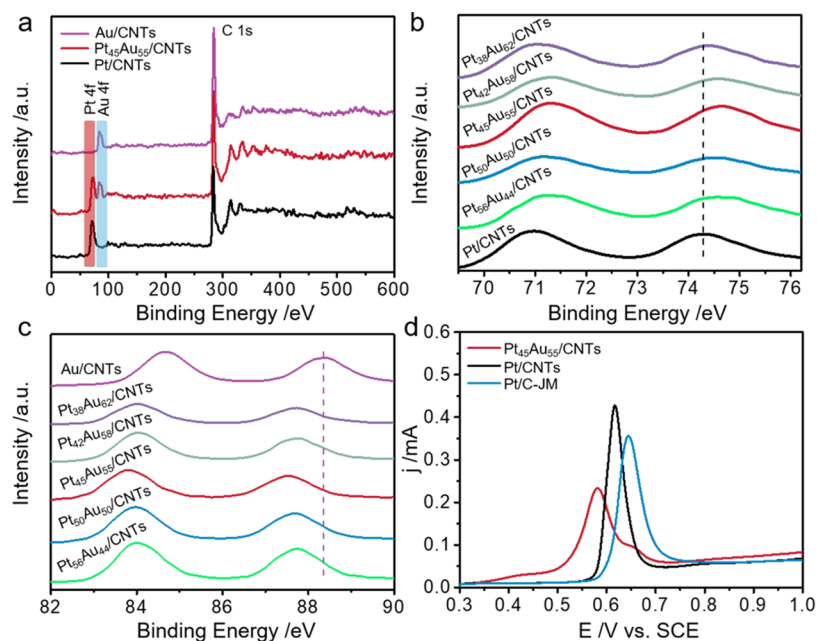 a
Au/CNTs
Pt₄₅Au₅₅/CNTs
Pt/CNTs
C 1s
Pt 4f
Au 4f
Intensity /a.u.
0 100 200 300 400 500 600
Binding Energy /eV
b
Pt₃₈Au₆₂/CNTs
Pt₄₂Au₅₈/CNTs
Pt₄₅Au₅₅/CNTs
Pt₅₀Au₅₀/CNTs
Pt₅₆Au₄₄/CNTs
Pt/CNTs
Intensity /a.u.
70 71 72 73 74 75 76
Binding Energy /eV
c
Au/CNTs
Pt₃₈Au₆₂/CNTs
Pt₄₂Au₅₈/CNTs
Pt₄₅Au₅₅/CNTs
Pt₅₀Au₅₀/CNTs
Pt₅₆Au₄₄/CNTs
Intensity /a.u.
82 84 86 88 90
Binding Energy /eV
d
Pt₄₅Au₅₅/CNTs
Pt/CNTs
Pt/C-JM
j /mA
0.6
0.5
0.4
0.3
0.2
0.1
0.0
0.3 0.4 0.5 0.6 0.7 0.8 0.9 1.0
E /V vs. SCE